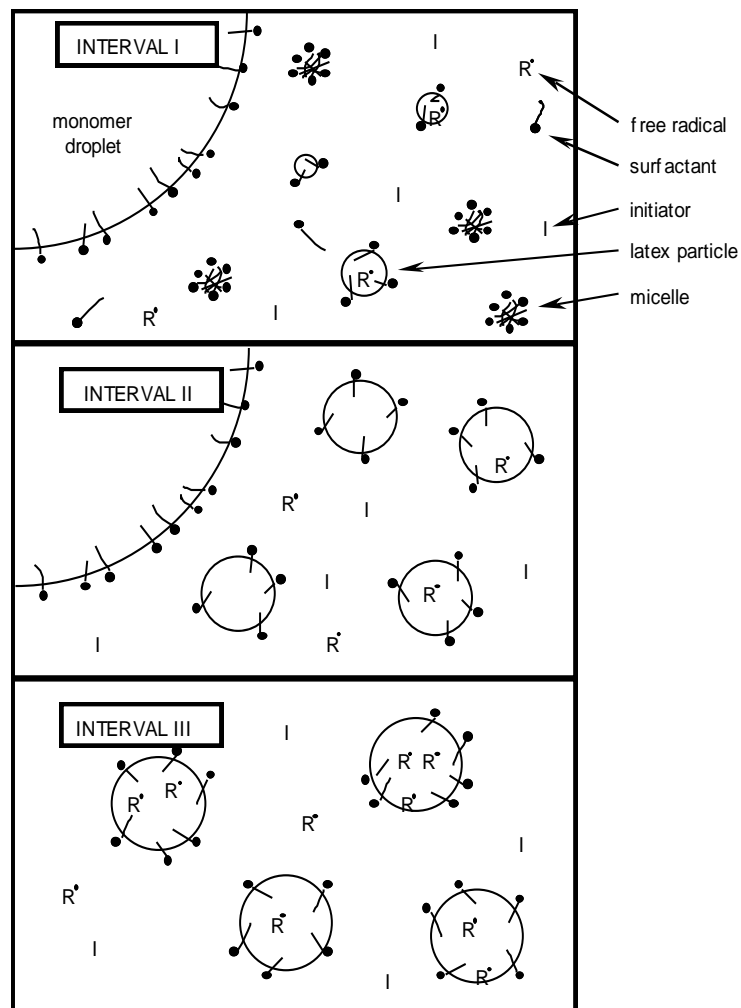 INTERVAL I
I
R•
monomer
droplet
R•
free radical
surfactant
I
I
initiator
latex particle
R•
micelle
R•
I
INTERVAL II
R•
R•
I
I
I
R•
I
R•
INTERVAL III
I
R• R•
R•
R•
R•
R•
I
R•
R•
R•
I
R•
I